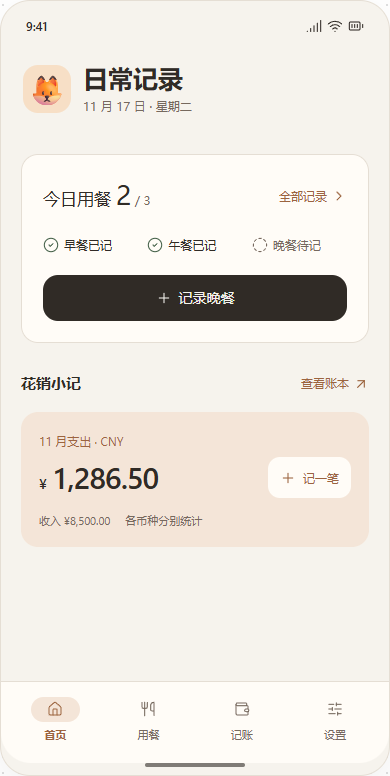 9:41
日常记录
11 月 17 日 · 星期二
今日用餐 2 / 3
全部记录
早餐已记 午餐已记 晚餐待记
记录晚餐
花销小记 查看账本
11 月支出 · CNY
¥ 1,286.50
记一笔
收入 ¥8,500.00 各币种分别统计
首页 用餐 记账 设置